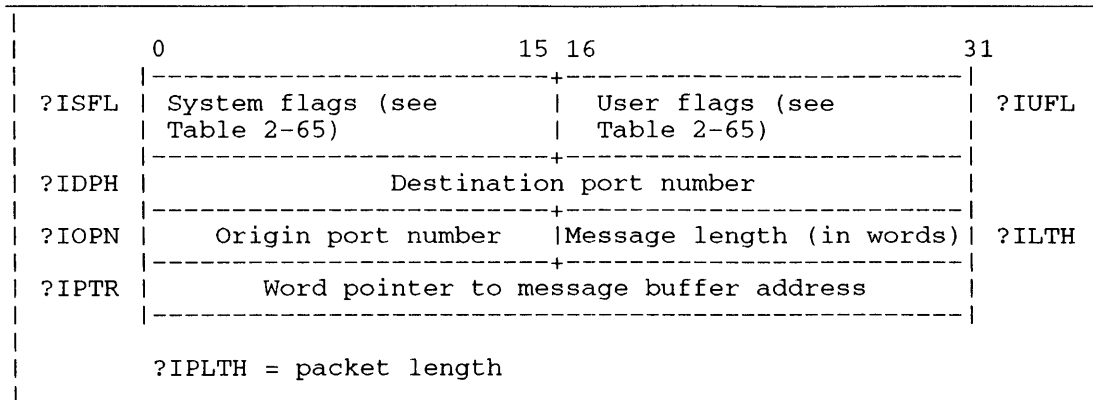 0 15 16 31
?ISFL System flags (see User flags (see ?IUFL
Table 2-65) Table 2-65)
?IDPH Destination port number
?IOPN Origin port number Message length (in words) ?ILTH
?IPTR Word pointer to message buffer address
?IPLTH = packet length